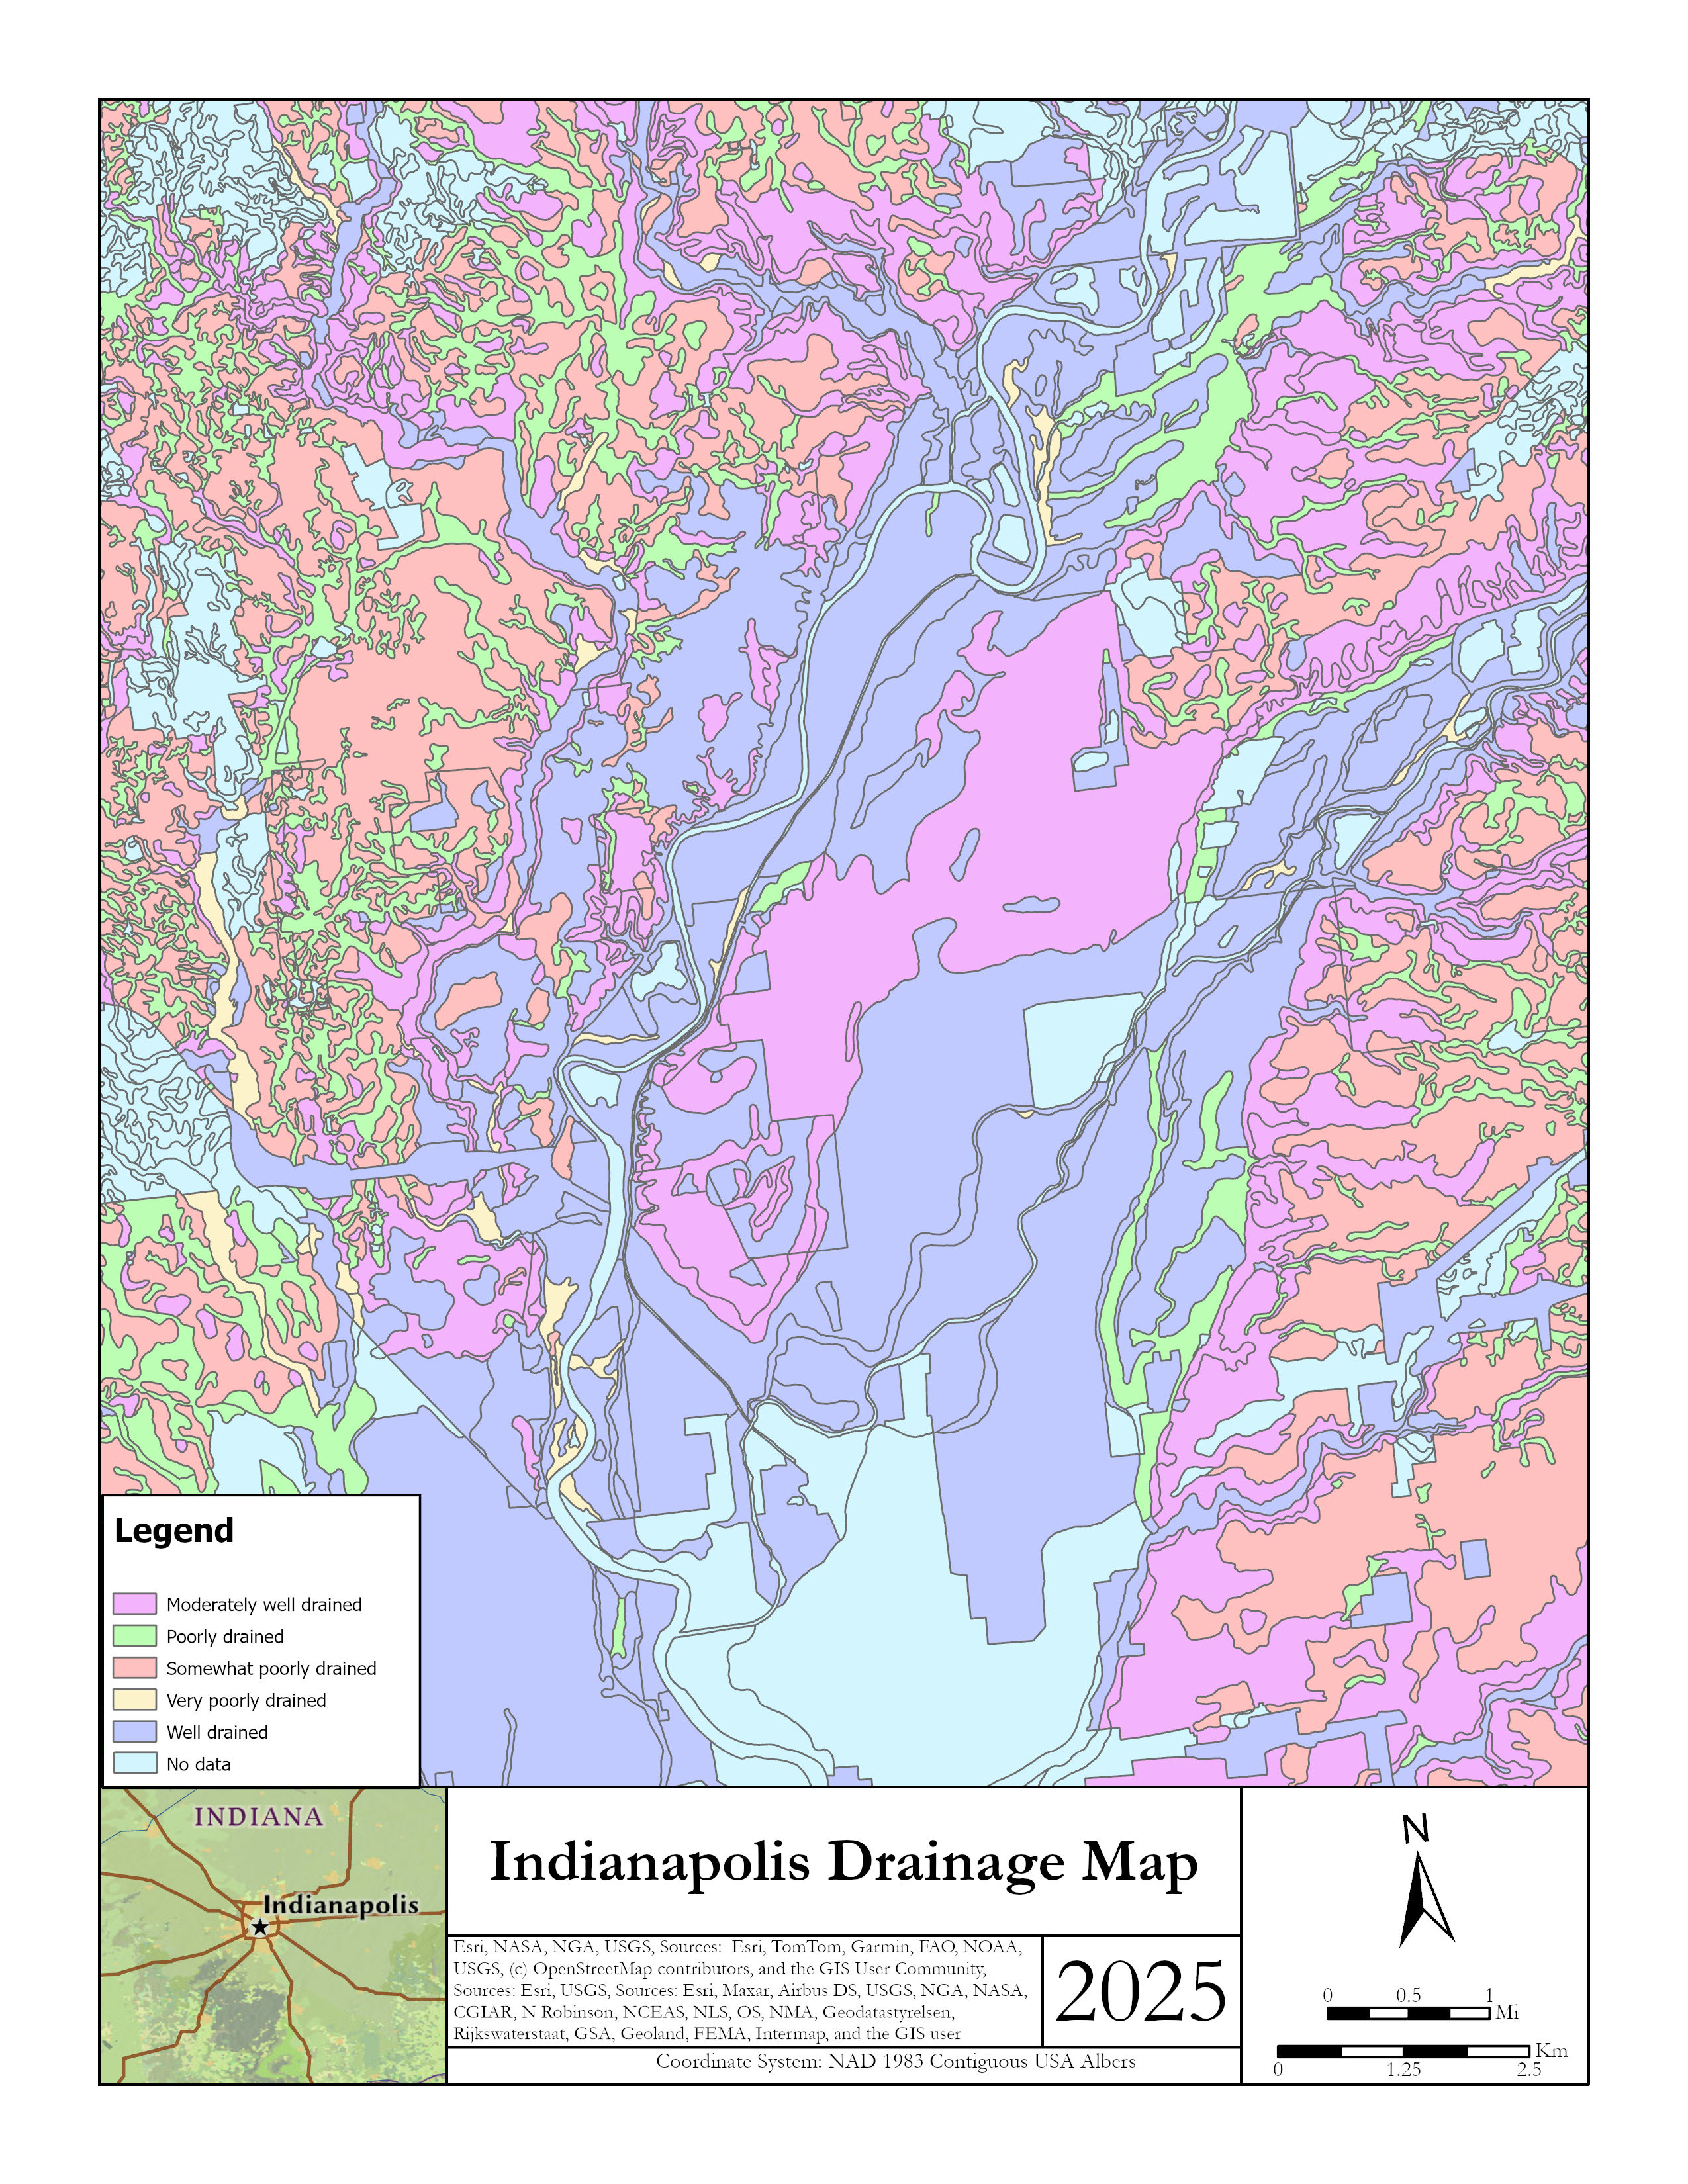 Legend
Moderately well drained
Poorly drained
Somewhat poorly drained
Very poorly drained
Well drained
No data
INDIANA
Indianapolis
Indianapolis Drainage Map
Esri, NASA, NGA, USGS, Sources: Esri, TomTom, Garmin, FAO, NOAA,
USGS, (c) OpenStreetMap contributors, and the GIS User Community,
Sources: Esri, USGS, Sources: Esri, Maxar, Airbus DS, USGS, NGA, NASA,
CGIAR, N Robinson, NCEAS, NLS, OS, NMA, Geodatastyrelsen,
Rijkswaterstaat, GSA, Geoland, FEMA, Intermap, and the GIS user
2025
Coordinate System: NAD 1983 Contiguous USA Albers
N
0 0.5 1
Mi
Km
0 1.25 2.5